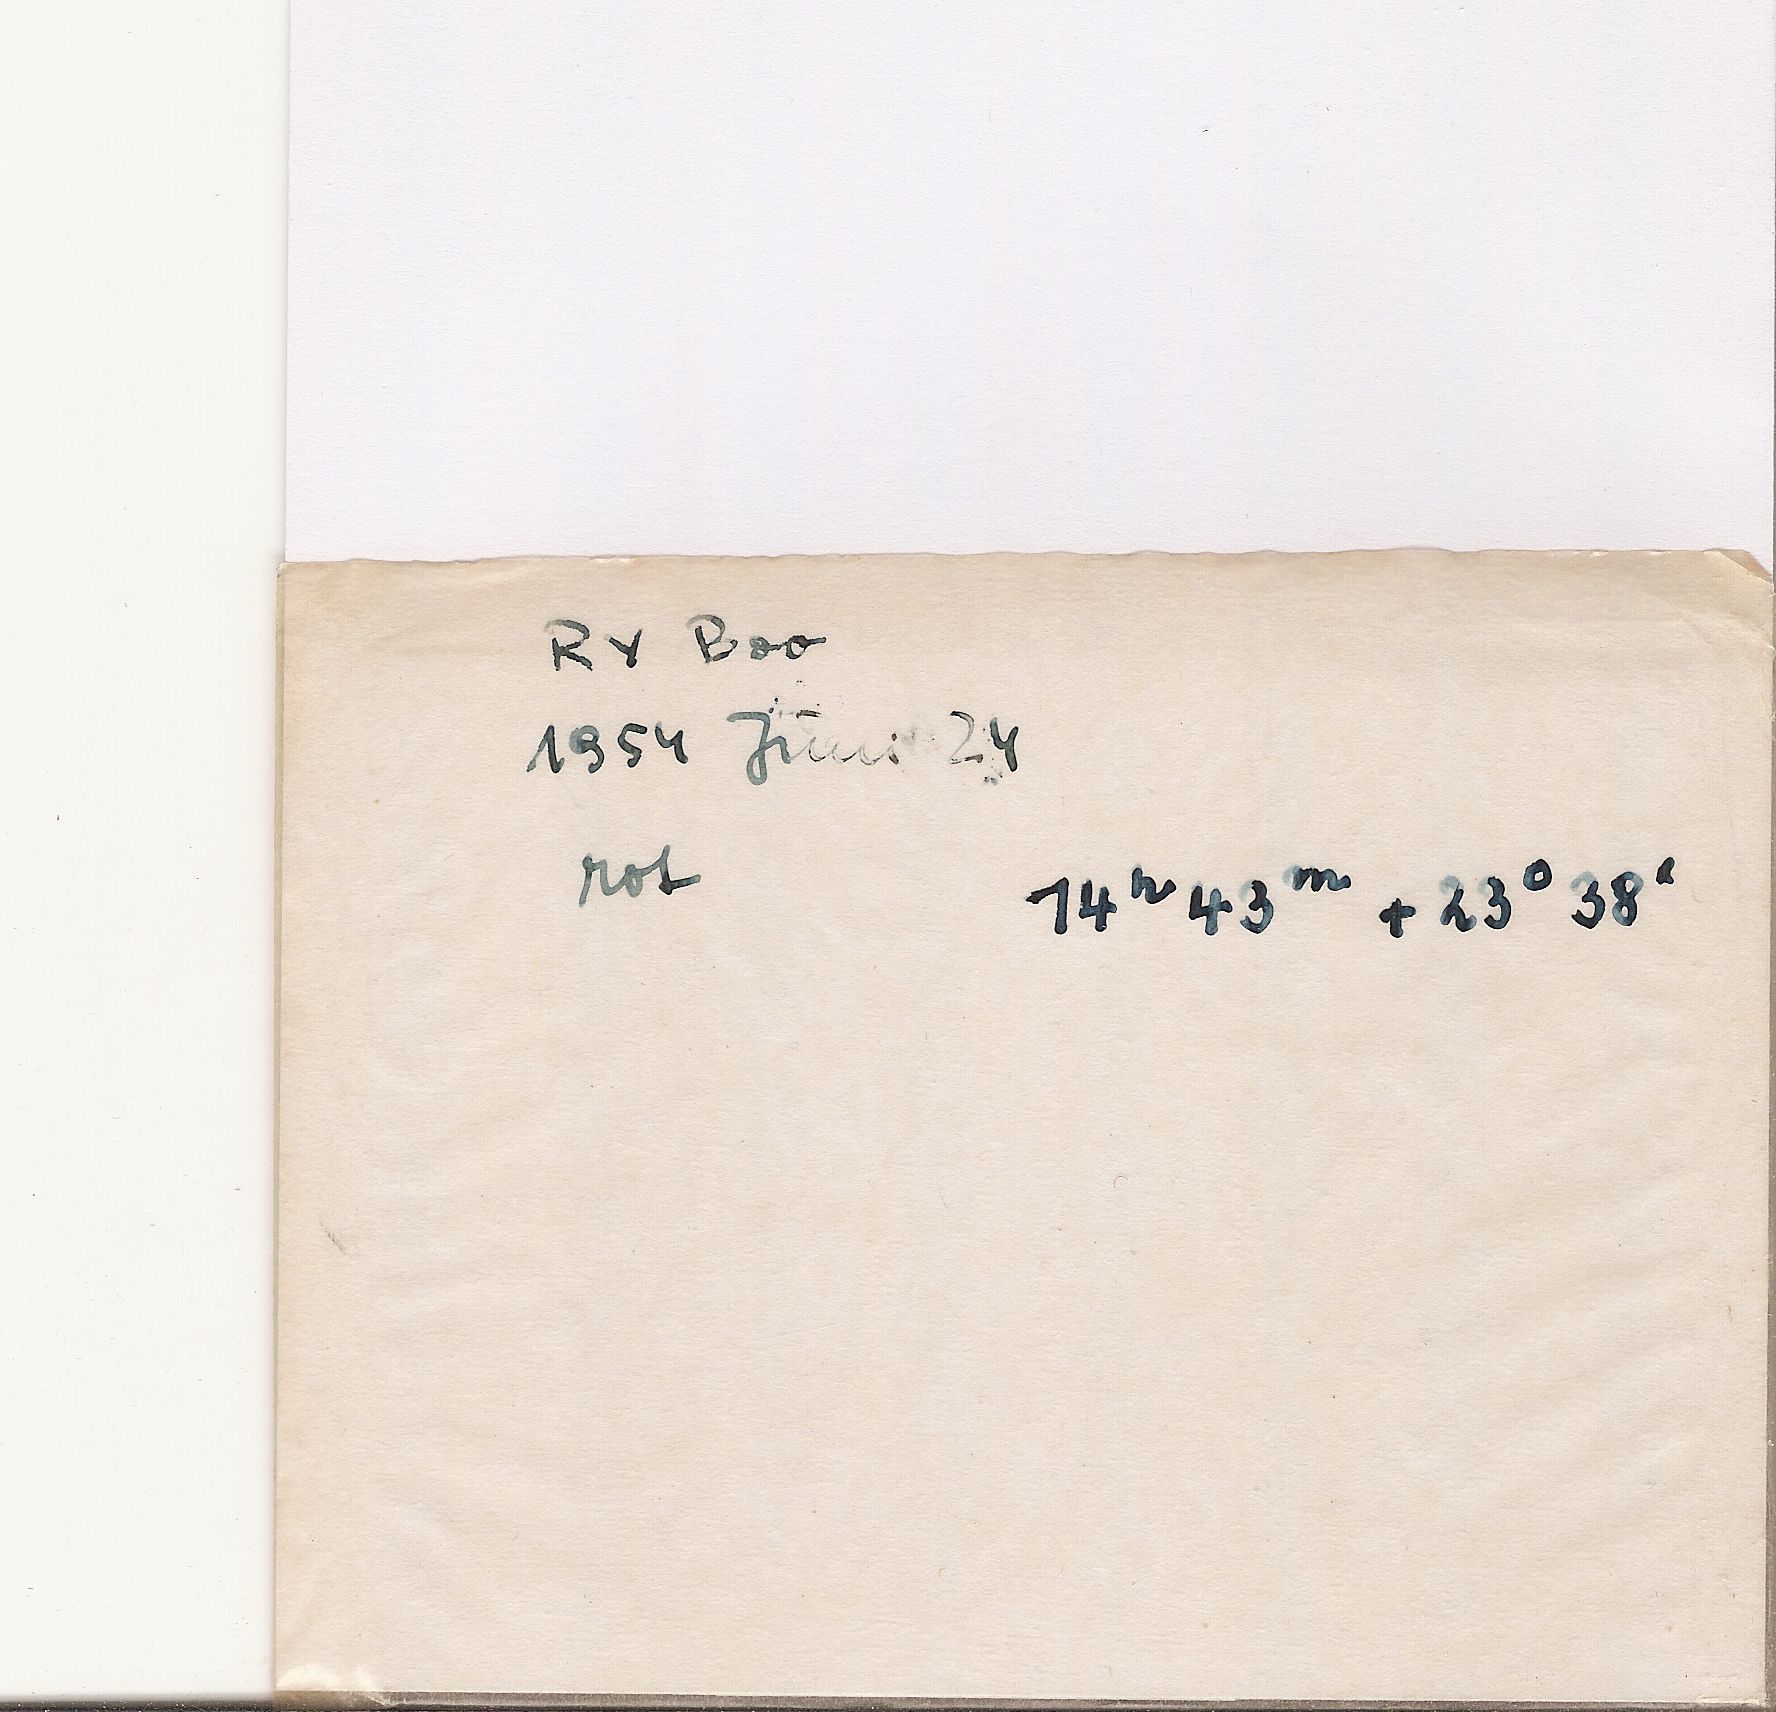 RY Boo
1954 Juni 24
rot
14ʰ 43ᵐ + 23° 38'